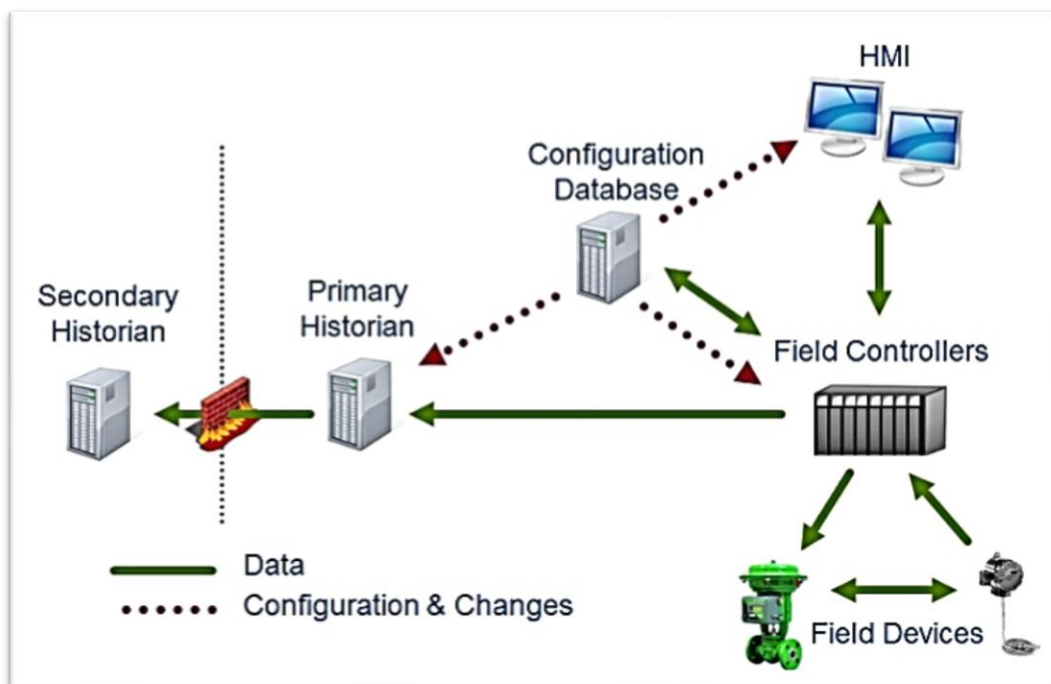 HMI
Configuration
Database
Secondary
Historian
Primary
Historian
Field Controllers
Data
Configuration & Changes
Field Devices